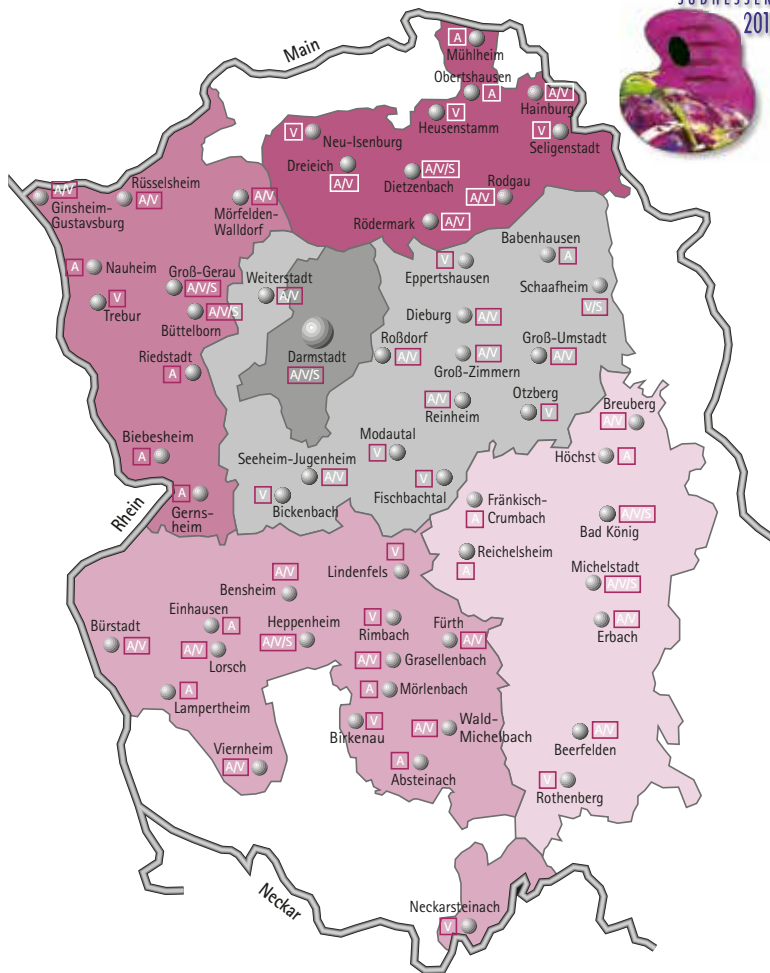 SÜDHESSEN
201
Main
A
Mühlheim
Obertshausen
A
A/V
Hainburg
V
Heusenstamm
V
Seligenstadt
V
Neu-Isenburg
Dreieich
A/V
A/V/S
Dietzenbach
Rodgau
A/V
Rödermark
A/V
A/V
Ginsheim-
Gustavsburg
Rüsselsheim
A/V
A/V
Mörfelden-
Walldorf
A
Nauheim
V
Trebur
Groß-Gerau
A/V/S
A/V/S
Büttelborn
Riedstadt
A
Biebesheim
A
A
Gerns-
heim
Rhein
Weiterstadt
A/V
Darmstadt
A/V/S
V
Eppertshausen
Babenhausen
A
Schaafheim
V/S
Dieburg
A/V
Roßdorf
A/V
A/V
Groß-Zimmern
Groß-Umstadt
A/V
A/V
Reinheim
Otzberg
V
Modautal
V
Seeheim-Jugenheim
A/V
V
Bickenbach
V
Fischbachtal
Breuberg
A/V
Höchst
A
Fränkisch-
Crumbach
A
A/V/S
Bad König
Reichelsheim
A
Michelstadt
A/V/S
A/V
Erbach
A/V
Beerfelden
V
Rothenberg
V
Lindenfels
A/V
Bensheim
Einhausen
A
Bürstadt
A/V
A/V
Lorsch
Heppenheim
A/V/S
V
Rimbach
Fürth
A/V
A/V
Grasellenbach
A
Lampertheim
A
Mörlenbach
V
Birkenau
A/V
Wald-
Michelbach
Viernheim
A/V
A
Absteinach
Neckar
Neckarsteinach
V